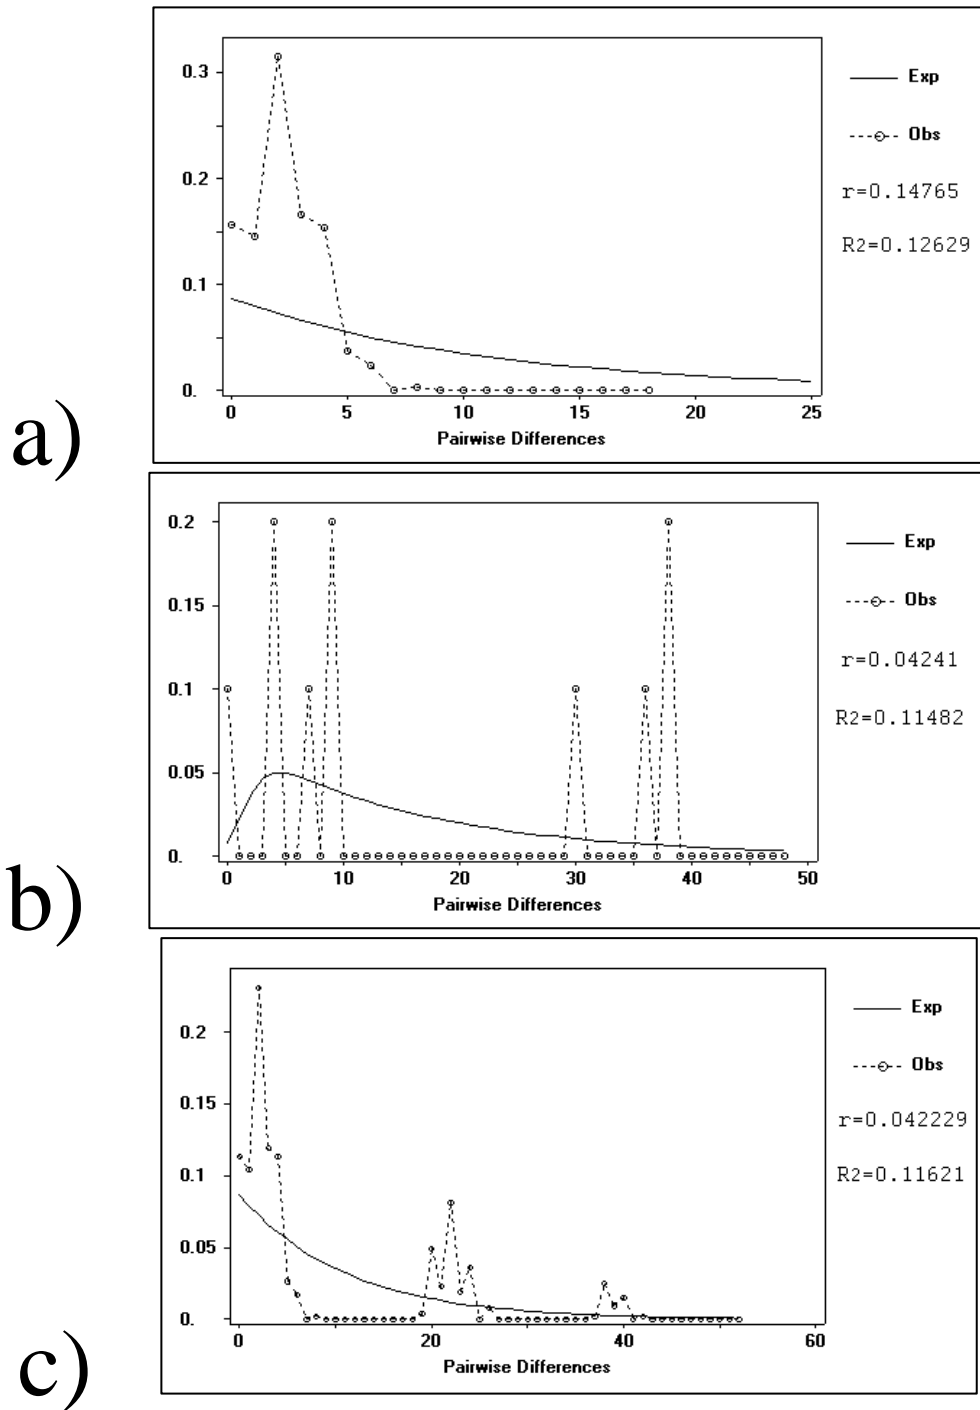 a)
0.3
0.2
0.1
0.
0 5 10 15 20 25
Pairwise Differences
Exp
Obs
r=0.14765
R2=0.12629
b)
0.2
0.15
0.1
0.05
0.
0 10 20 30 40 50
Pairwise Differences
Exp
Obs
r=0.04241
R2=0.11482
c)
0.2
0.15
0.1
0.05
0.
0 20 40 60
Pairwise Differences
Exp
Obs
r=0.042229
R2=0.11621